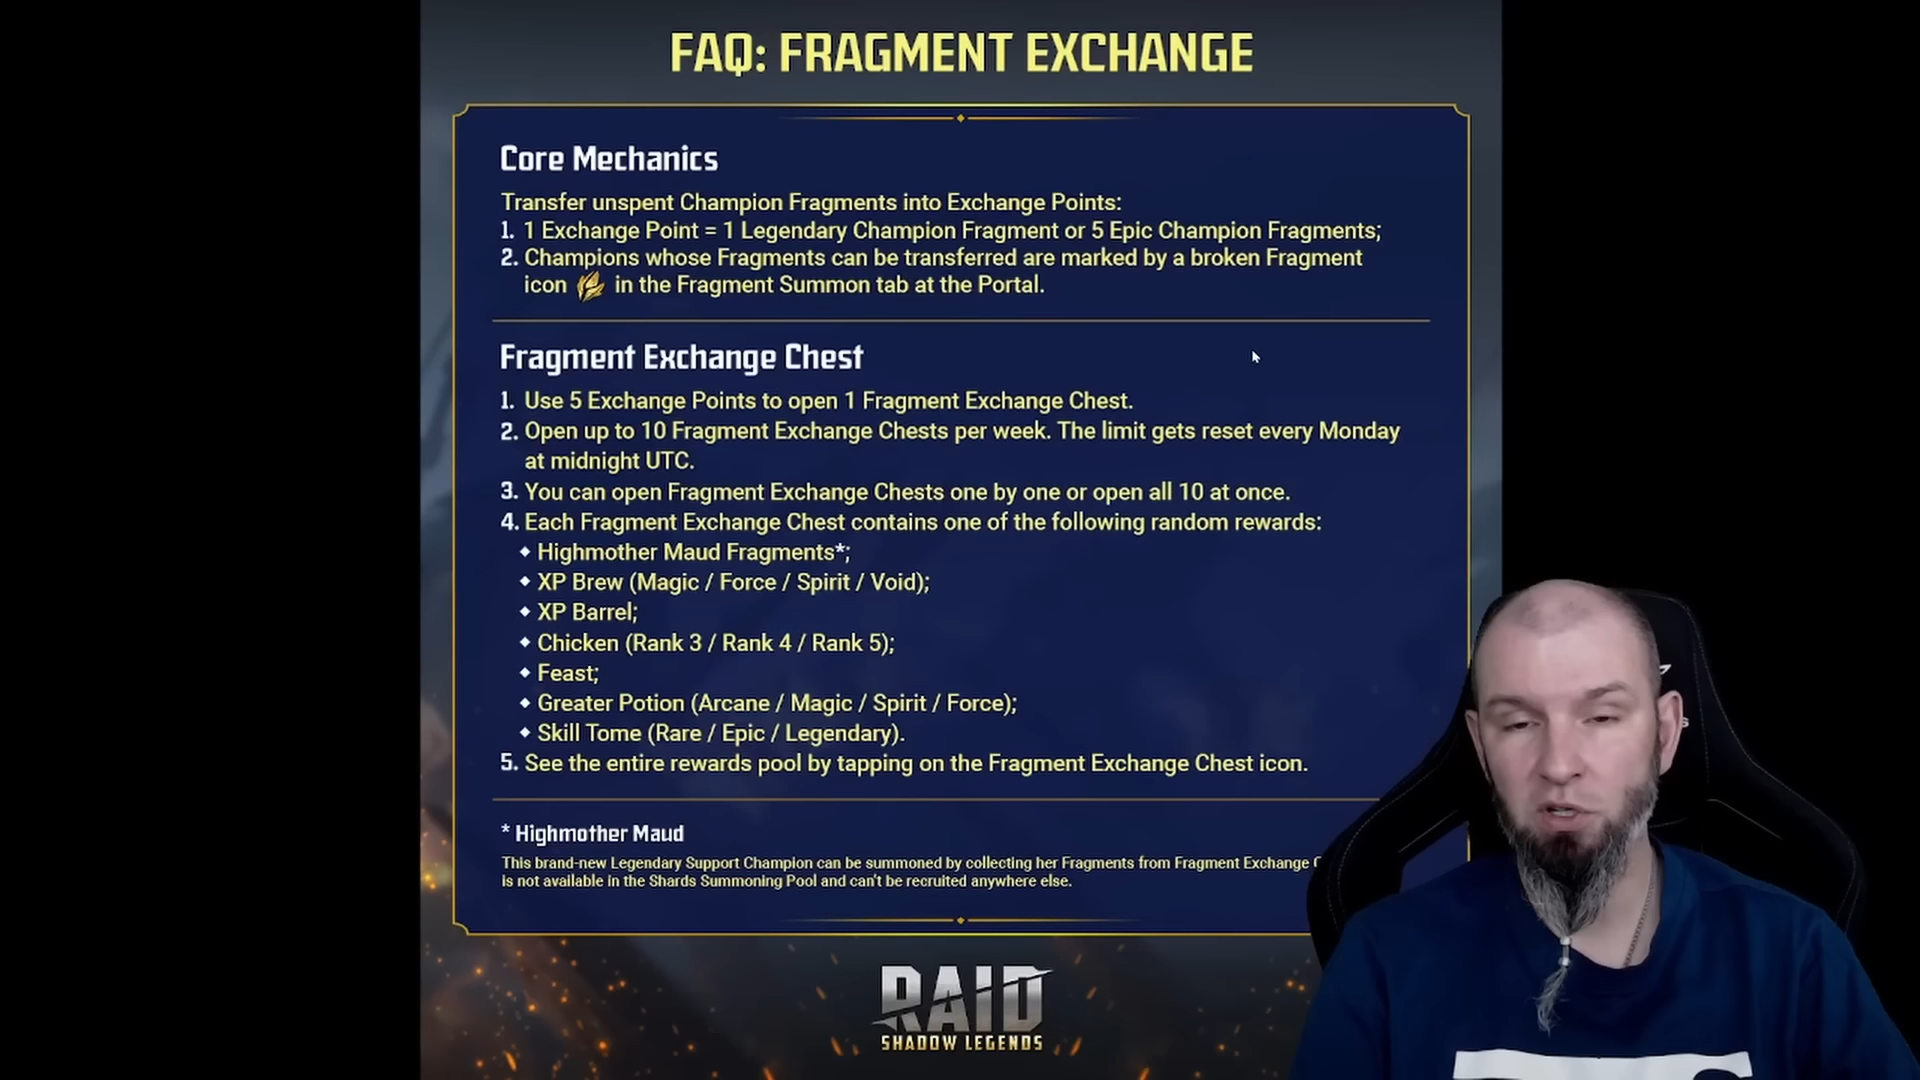 FAQ: FRAGMENT EXCHANGE
Core Mechanics
Transfer unspent Champion Fragments into Exchange Points:
1. 1 Exchange Point = 1 Legendary Champion Fragment or 5 Epic Champion Fragments;
2. Champions whose Fragments can be transferred are marked by a broken Fragment
icon in the Fragment Summon tab at the Portal.
Fragment Exchange Chest
1. Use 5 Exchange Points to open 1 Fragment Exchange Chest.
2. Open up to 10 Fragment Exchange Chests per week. The limit gets reset every Monday
at midnight UTC.
3. You can open Fragment Exchange Chests one by one or open all 10 at once.
4. Each Fragment Exchange Chest contains one of the following random rewards:
◆ Highmother Maud Fragments*;
◆ XP Brew (Magic / Force / Spirit / Void);
◆ XP Barrel;
◆ Chicken (Rank 3 / Rank 4 / Rank 5);
◆ Feast;
◆ Greater Potion (Arcane / Magic / Spirit / Force);
◆ Skill Tome (Rare / Epic / Legendary).
5. See the entire rewards pool by tapping on the Fragment Exchange Chest icon.
* Highmother Maud
This brand-new Legendary Support Champion can be summoned by collecting her Fragments from Fragment Exchange
is not available in the Shards Summoning Pool and can't be recruited anywhere else.
RAID
SHADOW LEGENDS